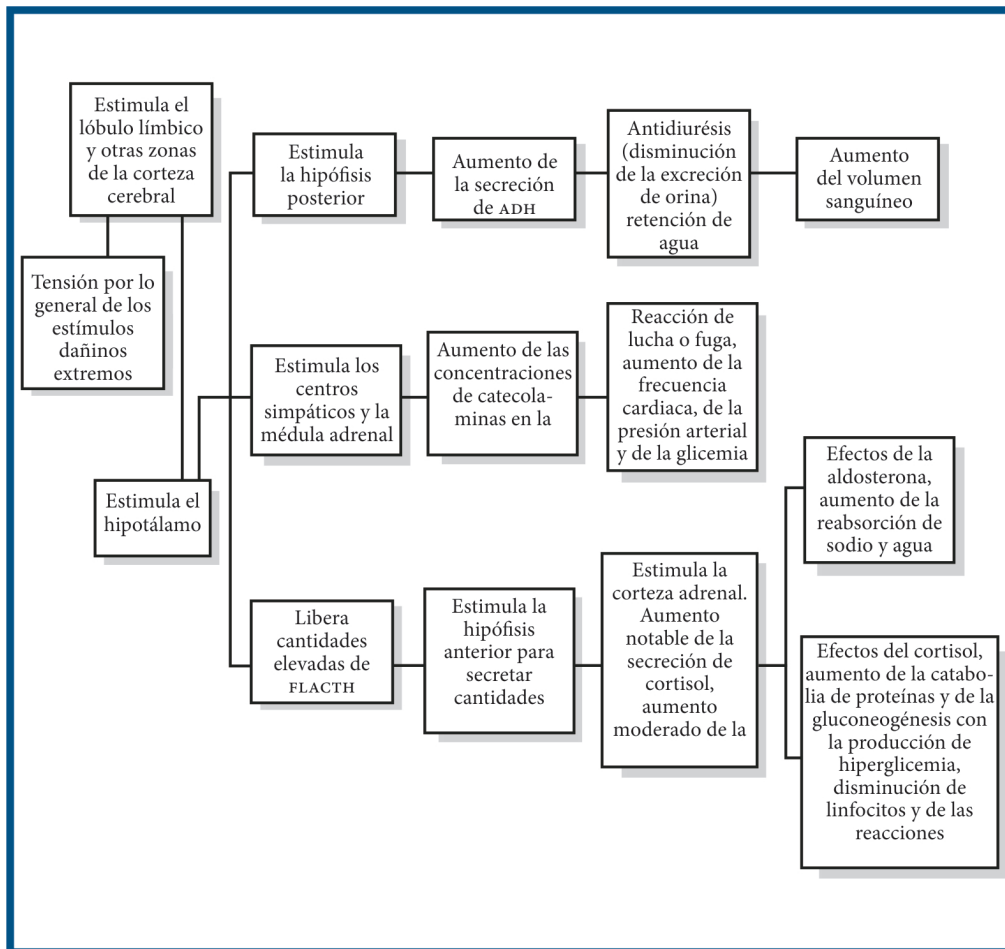 Estimula el
lóbulo límbico
y otras zonas
de la corteza
cerebral
Tensión por lo
general de los
estímulos
dañinos
extremos
Estimula el
hipotálamo
Estimula
la hipófisis
posterior
Aumento de
la secreción
de ADH
Antidiurésis
(disminución
de la excreción
de orina)
retención de
agua
Aumento
del volumen
sanguíneo
Estimula los
centros
simpáticos y la
médula adrenal
Aumento de las
concentraciones
de catecola-
minas en la
Reacción de
lucha o fuga,
aumento de la
frecuencia
cardiaca, de la
presión arterial
y de la glicemia
Libera
cantidades
elevadas de
FLACTH
Estimula la
hipófisis
anterior para
secretar
cantidades
Estimula la
corteza adrenal.
Aumento
notable de la
secreción de
cortisol,
aumento
moderado de la
Efectos de la
aldosterona,
aumento de la
reabsorción de
sodio y agua
Efectos del cortisol,
aumento de la catabo-
lia de proteínas y de la
gluconeogénesis con
la producción de
hiperglicemia,
disminución de
linfocitos y de las
reacciones